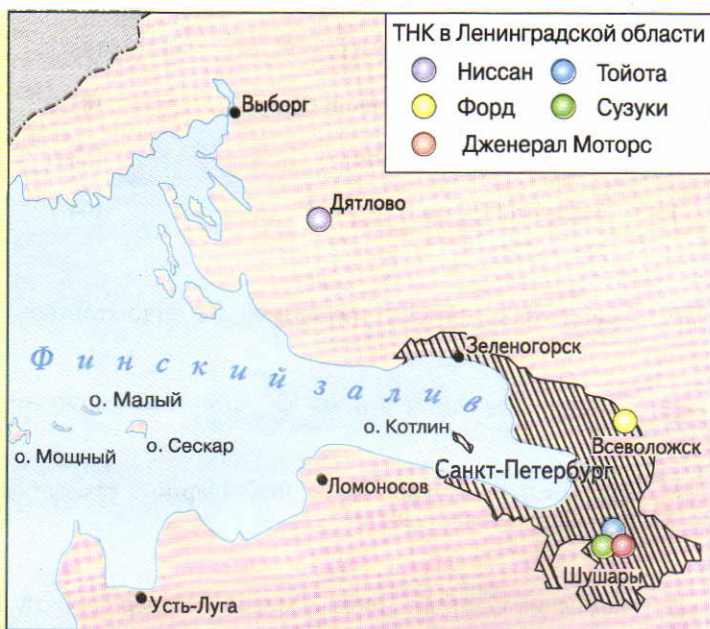 ТНК в Ленинградской области
Ниссан Тойота
Форд Сузуки
Дженерал Моторс
Выборг
Дятлово
Зеленогорск
Финский залив
о. Малый
о. Котлин
Всеволожск
о. Мощный
о. Сескар
Санкт-Петербург
Ломоносов
Шушары
Усть-Луга